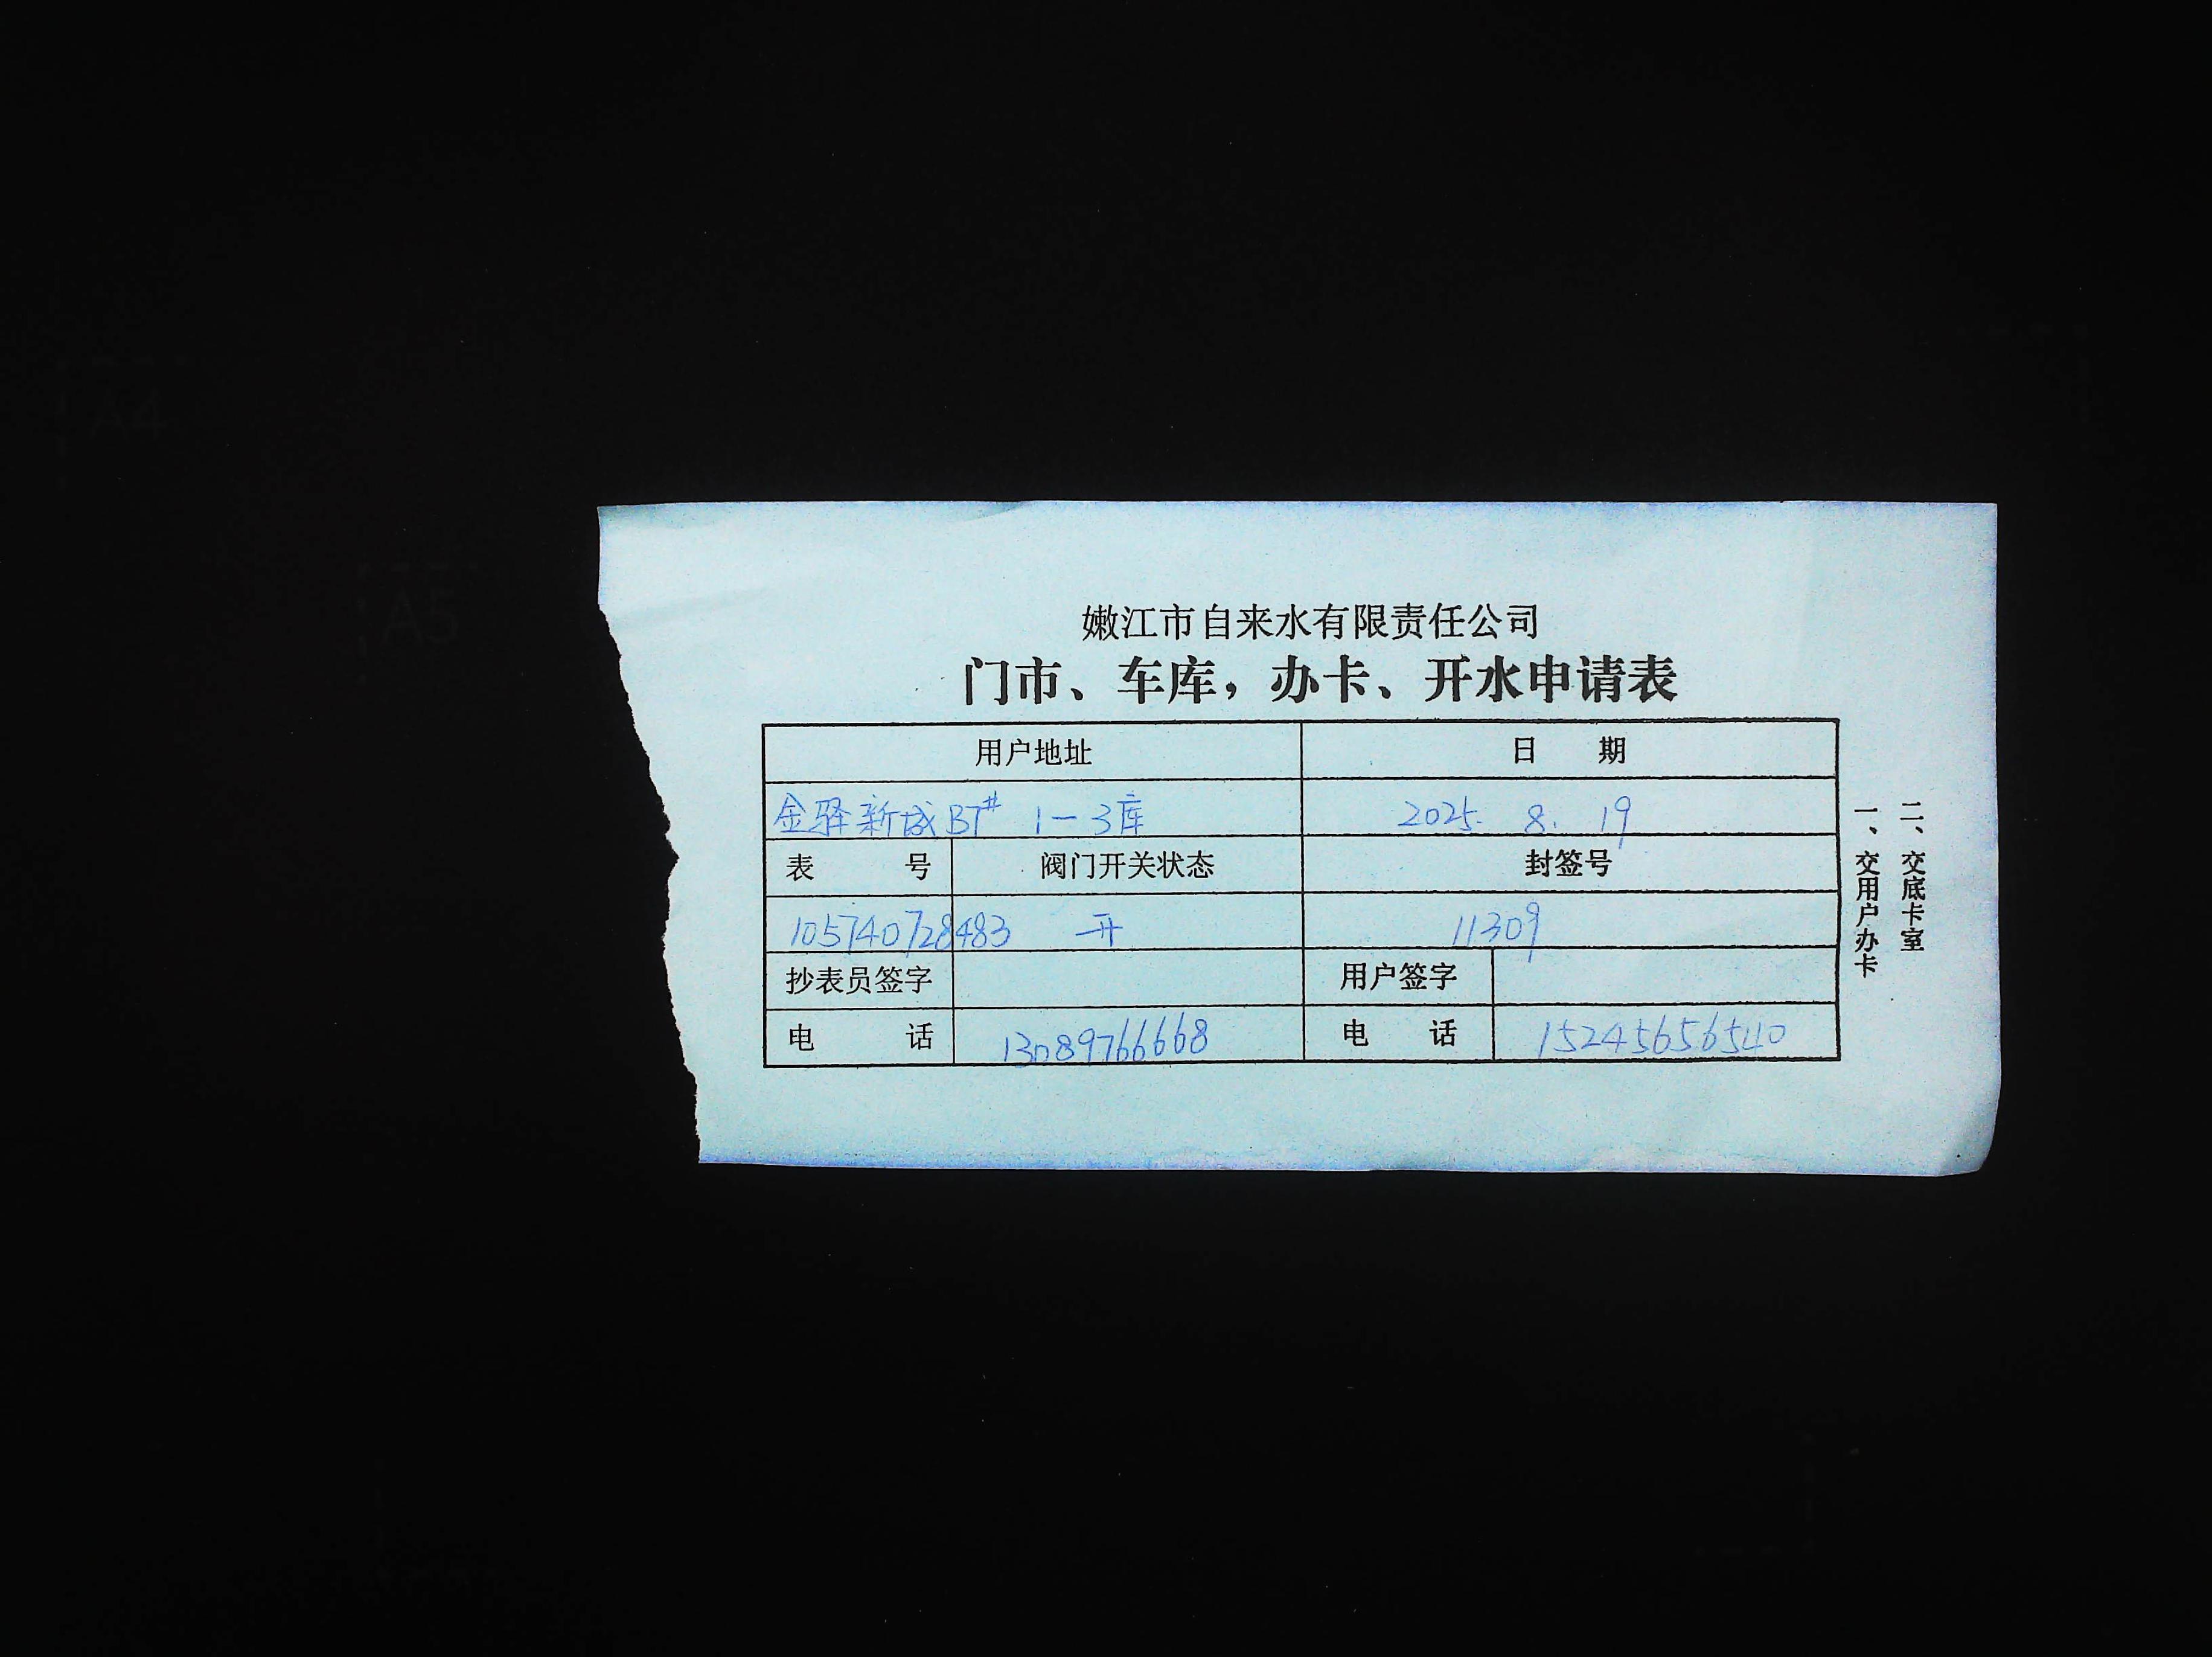 嫩江市自来水有限责任公司
门市、车库，办卡、开水申请表
用户地址 日 期
金驿新城B7# 1-3库 2025. 8. 19
表 号 阀门开关状态 封签号
105740728483 开 11309
抄表员签字 用户签字
电 话 13089766668 电 话 15245656540
一、交用户办卡
二、交底卡室
A4
A5